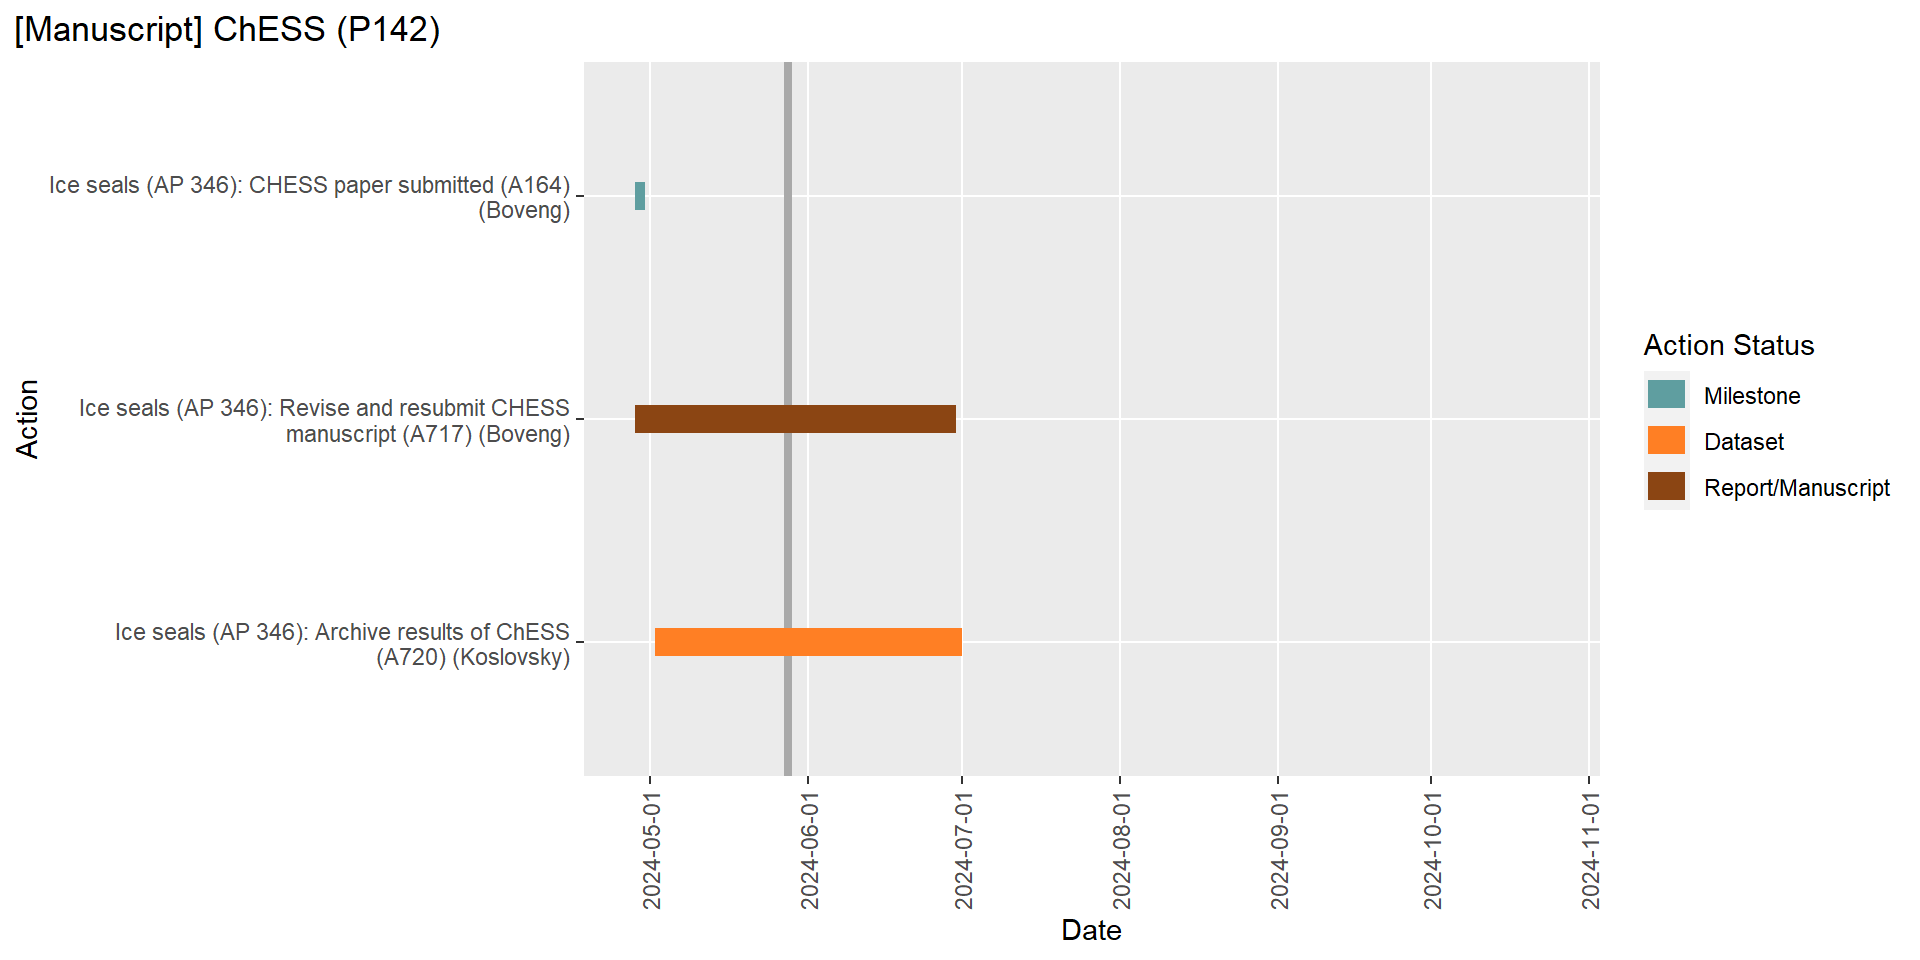 [Manuscript] ChESS (P142)
Action
Ice seals (AP 346): CHESS paper submitted (A164)
(Boveng)
Ice seals (AP 346): Revise and resubmit CHESS
manuscript (A717) (Boveng)
Ice seals (AP 346): Archive results of ChESS
(A720) (Koslovsky)
2024-05-01
2024-06-01
2024-07-01
2024-08-01
2024-09-01
2024-10-01
2024-11-01
Date
Action Status
Milestone
Dataset
Report/Manuscript